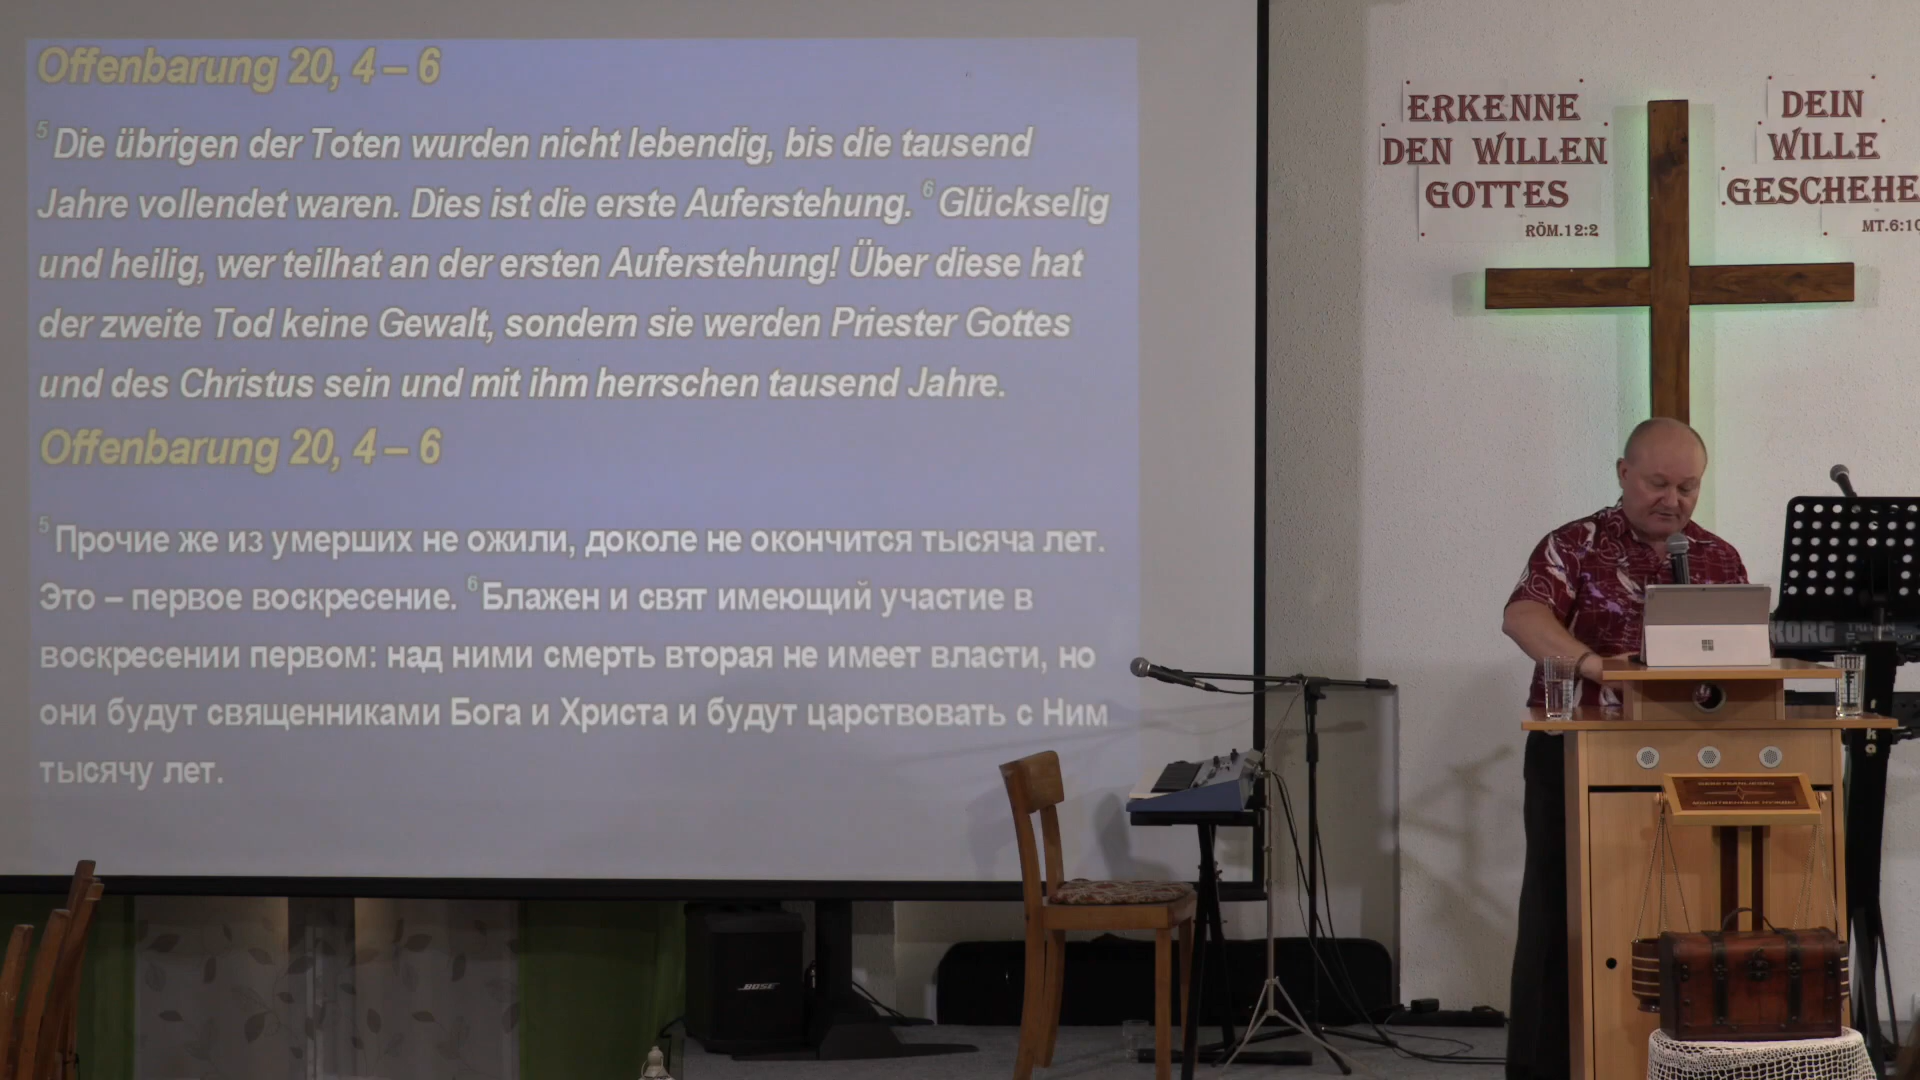 Offenbarung 20, 4 – 6
5 Die übrigen der Toten wurden nicht lebendig, bis die tausend
Jahre vollendet waren. Dies ist die erste Auferstehung. 6 Glückselig
und heilig, wer teilhat an der ersten Auferstehung! Über diese hat
der zweite Tod keine Gewalt, sondern sie werden Priester Gottes
und des Christus sein und mit ihm herrschen tausend Jahre.
Offenbarung 20, 4 – 6
5 Прочие же из умерших не ожили, доколе не окончится тысяча лет.
Это – первое воскресение. 6 Блажен и свят имеющий участие в
воскресении первом: над ними смерть вторая не имеет власти, но
они будут священниками Бога и Христа и будут царствовать с Ним
тысячу лет.
ERKENNE
DEN WILLEN
GOTTES
RÖM.12:2
DEIN
WILLE
GESCHEHE
MT.6:10
KORG
BOSE